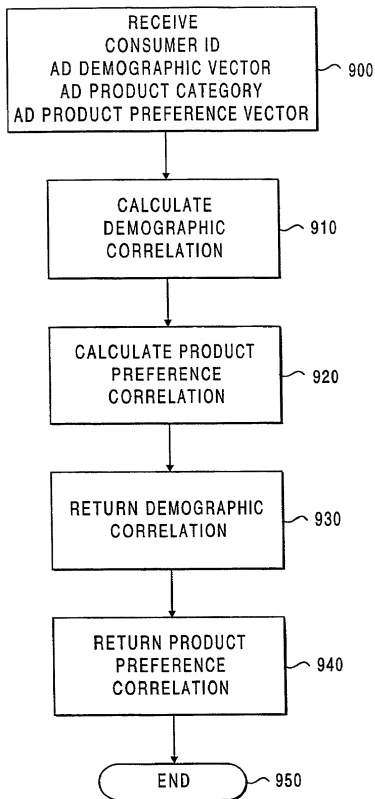 RECEIVE
CONSUMER ID
AD DEMOGRAPHIC VECTOR
AD PRODUCT CATEGORY
AD PRODUCT PREFERENCE VECTOR
900
CALCULATE
DEMOGRAPHIC
CORRELATION
910
CALCULATE PRODUCT
PREFERENCE
CORRELATION
920
RETURN DEMOGRAPHIC
CORRELATION
930
RETURN PRODUCT
PREFERENCE
CORRELATION
940
END
950